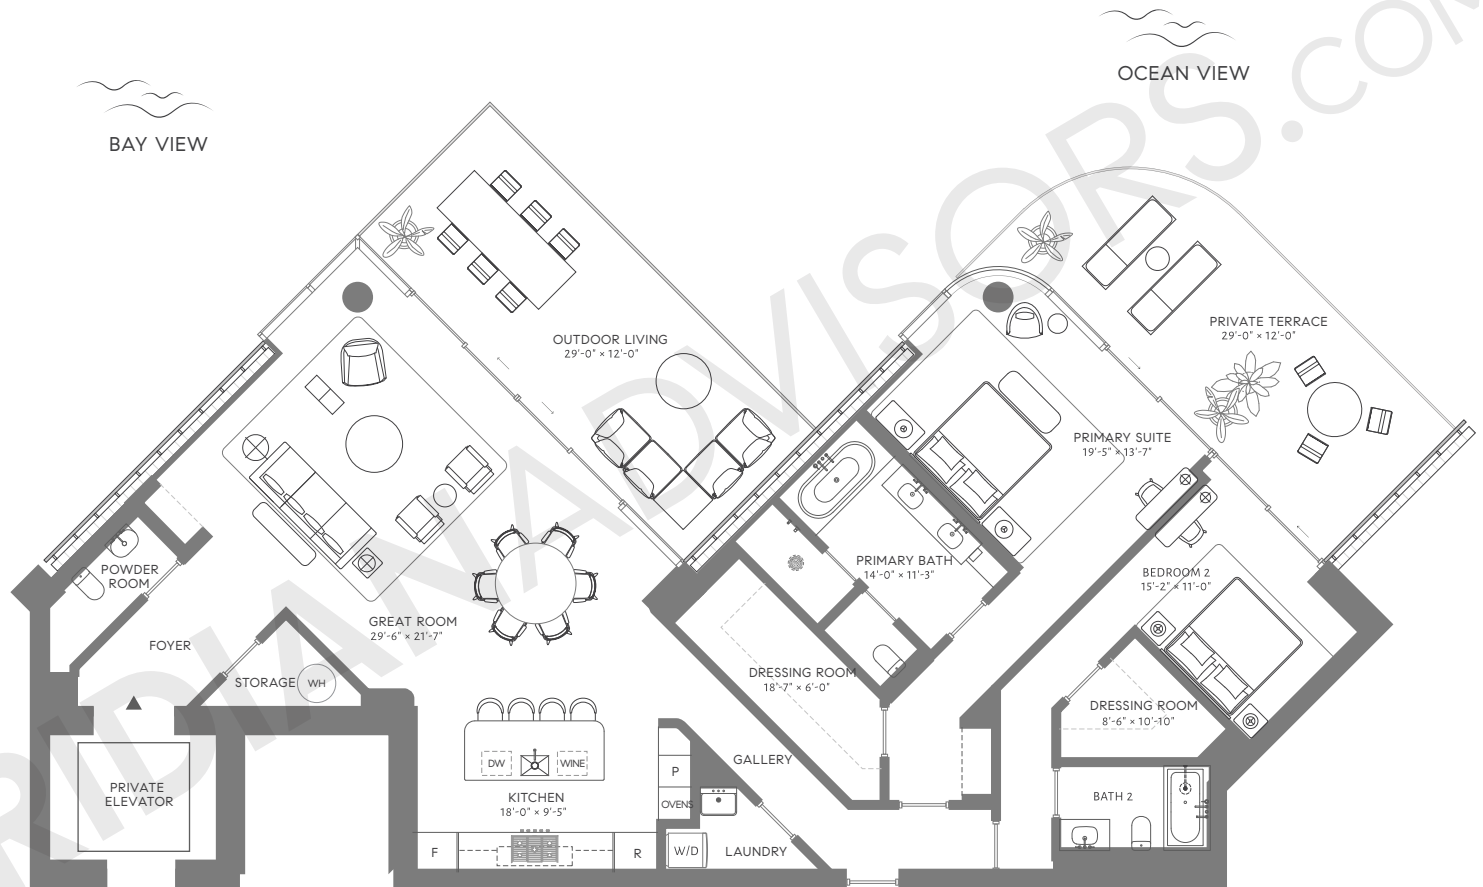 OCEAN VIEW
BAY VIEW
PRIVATE TERRACE
29'-0" × 12'-0"
OUTDOOR LIVING
29'-0" × 12'-0"
PRIMARY SUITE
19'-5" × 13'-7"
PRIMARY BATH
14'-0" × 11'-3"
BEDROOM 2
15'-2" × 11'-0"
POWDER
ROOM
GREAT ROOM
29'-6" × 21'-7"
FOYER
STORAGE
WH
DRESSING ROOM
18'-7" × 6'-0"
DRESSING ROOM
8'-6" × 10'-10"
GALLERY
DW
WINE
P
PRIVATE
ELEVATOR
KITCHEN
18'-0" × 9'-5"
OVENS
BATH 2
F
R
W/D
LAUNDRY
RIDIANADVISORS.COM